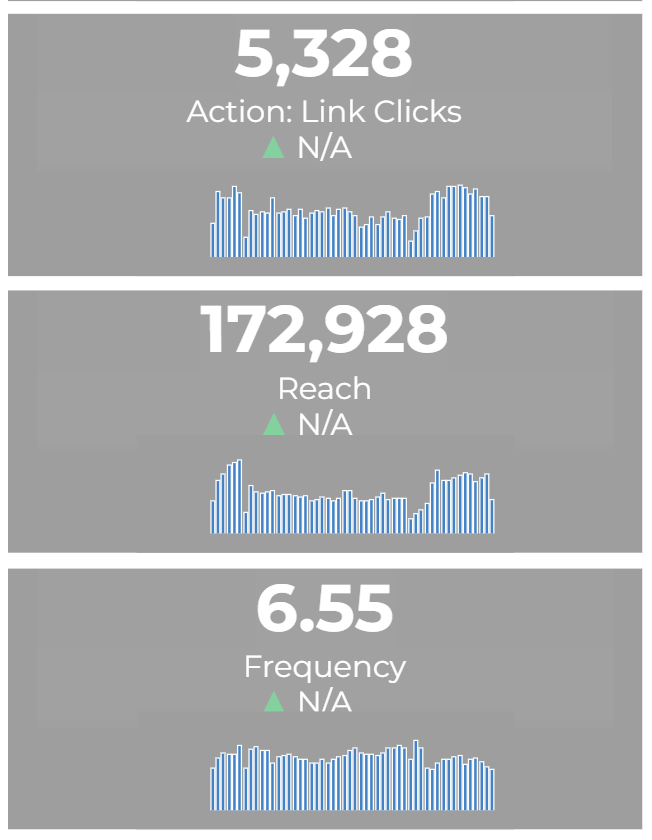 5,328
Action: Link Clicks
▲ N/A
172,928
Reach
▲ N/A
6.55
Frequency
▲ N/A